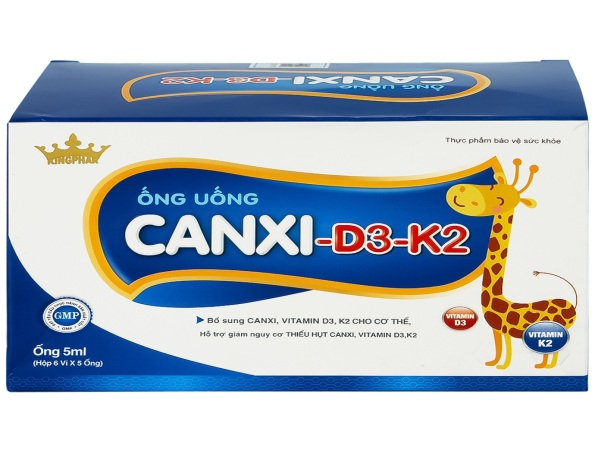 ỐNG UỐNG
CANXI-D3-K2
KINGPHAR
Thực phẩm bảo vệ sức khỏe
ỐNG UỐNG
CANXI-D3-K2
Bổ sung CANXI, VITAMIN D3, K2 CHO CƠ THỂ,
Hỗ trợ giảm nguy cơ THIẾU HỤT CANXI, VITAMIN D3,K2
VITAMIN
D3
VITAMIN
K2
GMP
Ống 5ml
(Hộp 6 Vỉ X 5 Ống)